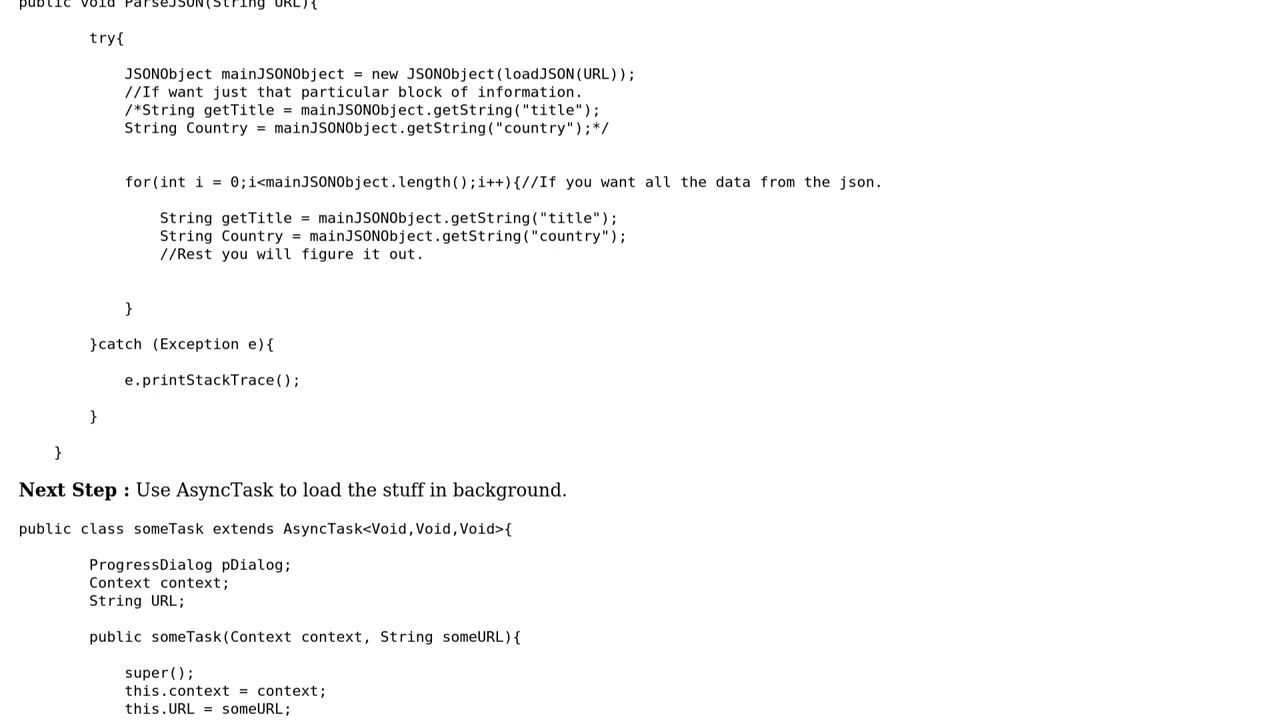 public void ParseJSON(String URL){
try{
JSONObject mainJSONObject = new JSONObject(loadJSON(URL));
//If want just that particular block of information.
/*String getTitle = mainJSONObject.getString("title");
String Country = mainJSONObject.getString("country");*/
for(int i = 0;i<mainJSONObject.length();i++){//If you want all the data from the json.
String getTitle = mainJSONObject.getString("title");
String Country = mainJSONObject.getString("country");
//Rest you will figure it out.
}
}catch (Exception e){
e.printStackTrace();
}
}
Next Step : Use AsyncTask to load the stuff in background.
public class someTask extends AsyncTask<Void,Void,Void>{
ProgressDialog pDialog;
Context context;
String URL;
public someTask(Context context, String someURL){
super();
this.context = context;
this.URL = someURL;